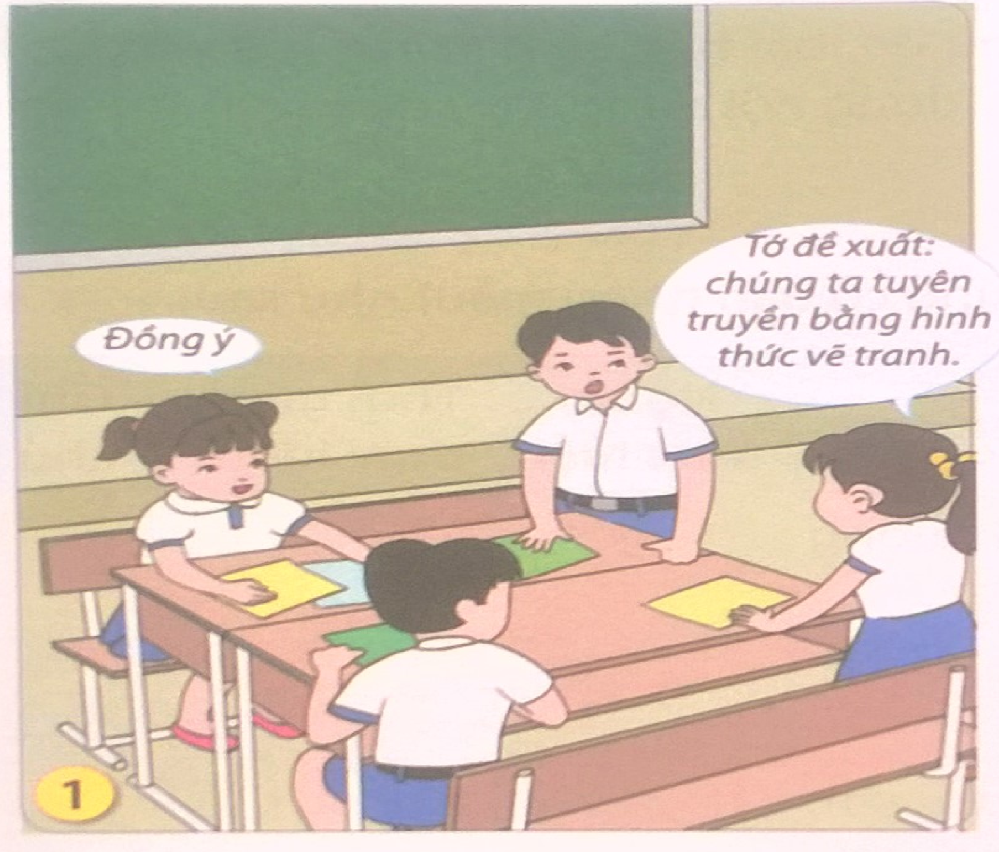 Đồng ý
Tớ đề xuất:
chúng ta tuyên
truyền bằng hình
thức vẽ tranh.
1